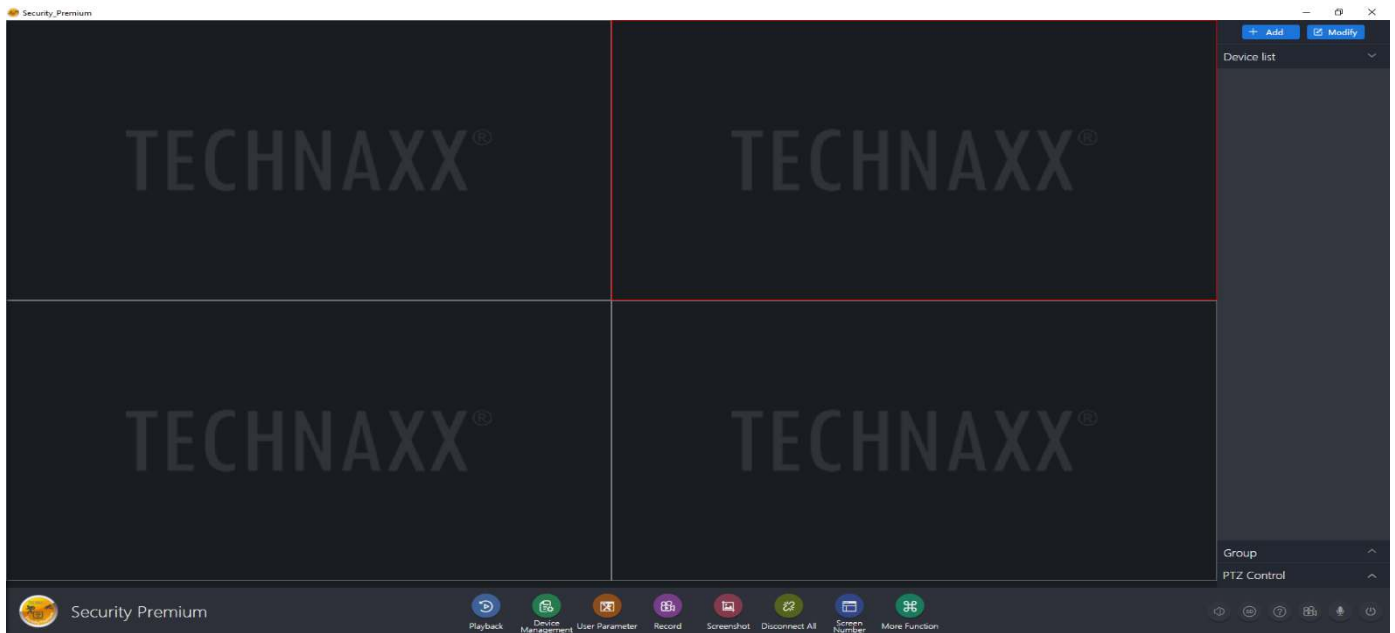 Security_Premium
+ Add
Modify
Device list
TECHNAXX®
TECHNAXX®
TECHNAXX®
TECHNAXX®
Group
PTZ Control
Security Premium
Playback
Device
Management
User Parameter
Record
Screenshot
Disconnect All
Screen
Number
More Function